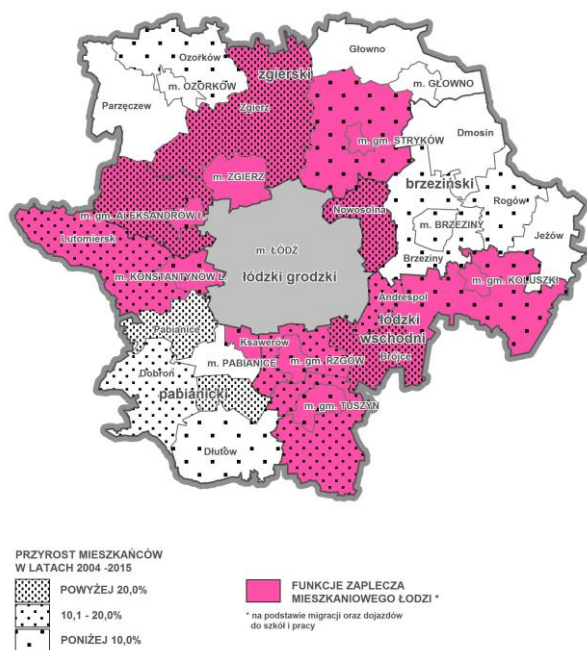 Głowno
Ozorków
zgierski
m. OZORKÓW
m. GŁOWNO
Parzęczew
Zgierz
Dmosin
m. gm. STRYKÓW
m. ZGIERZ
brzeziński
Rogów
m. gm. ALEKSANDRÓW Ł.
Nowosolna
m. BRZEZINY
Lutomiersk
Jeżów
m. ŁÓDŹ
Brzeziny
łódzki grodzki
m. KONSTANTYNÓW Ł.
m. gm. KOLUSZKI
Andrespol
łódzki
wschodni
Pabianice
Ksawerów
m. gm. RZGÓW
Brójce
m. PABIANICE
Dobroń
pabianicki
m. gm. TUSZYN
Dłutów
PRZYROST MIESZKAŃCÓW
W LATACH 2004 -2015
POWYŻEJ 20,0%
10,1 - 20,0%
PONIŻEJ 10,0%
FUNKCJE ZAPLECZA
MIESZKANIOWEGO ŁODZI *
* na podstawie migracji oraz dojazdów
do szkół i pracy